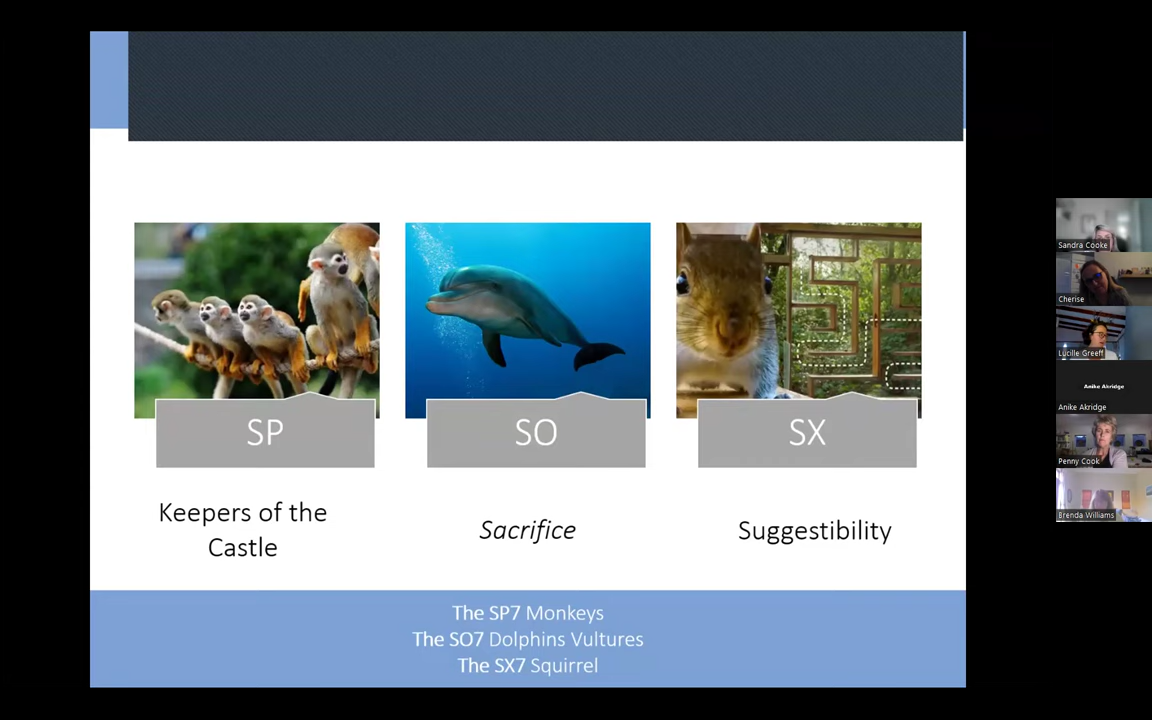 SP
SO
SX
Keepers of the
Castle
Sacrifice
Suggestibility
The SP7 Monkeys
The SO7 Dolphins Vultures
The SX7 Squirrel
Sandra Cooke
Cherise
Lucille Greeff
Anike Akridge
Anike Akridge
Penny Cook
Brenda Williams